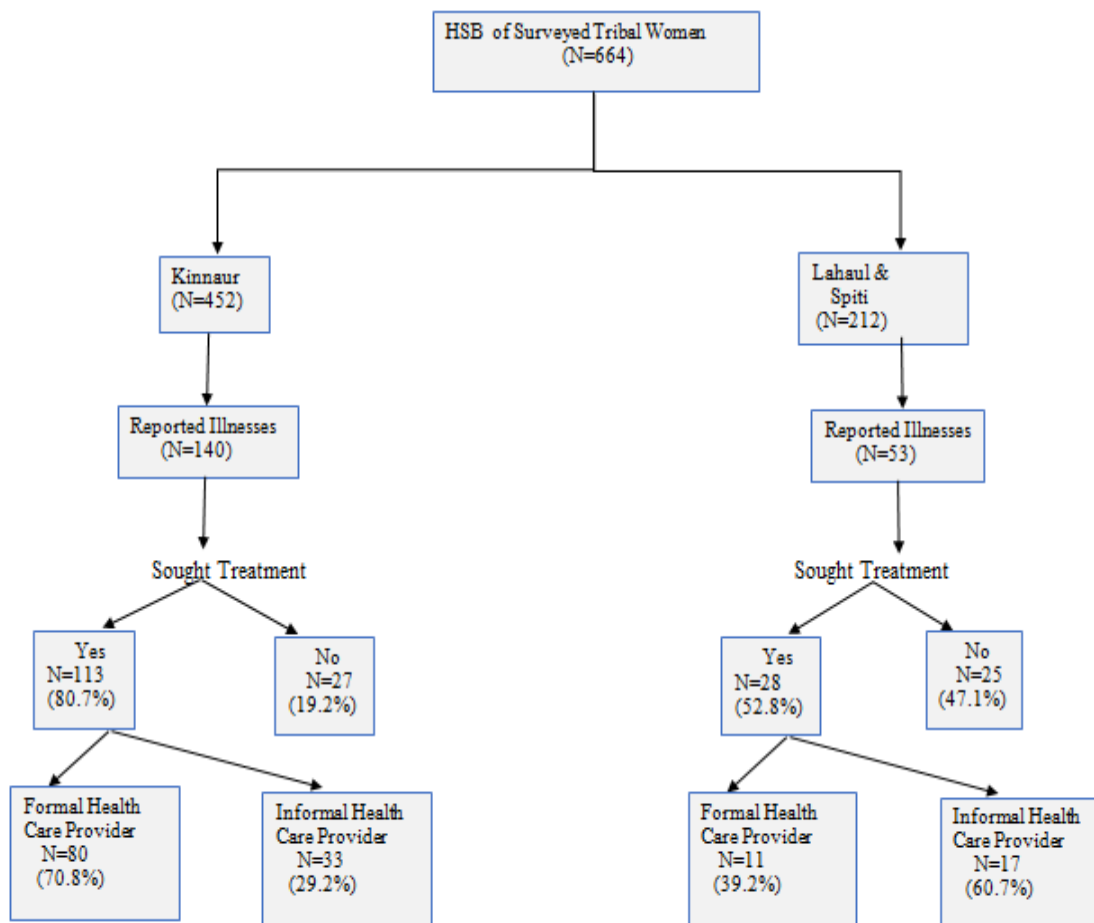 HSB of Surveyed Tribal Women
(N=664)
Kinnaur
(N=452)
Lahaul &
Spiti
(N=212)
Reported Illnesses
(N=140)
Reported Illnesses
(N=53)
Sought Treatment
Sought Treatment
Yes
N=113
(80.7%)
No
N=27
(19.2%)
Yes
N=28
(52.8%)
No
N=25
(47.1%)
Formal Health
Care Provider
N=80
(70.8%)
Informal Health
Care Provider
N=33
(29.2%)
Formal Health
Care Provider
N=11
(39.2%)
Informal Health
Care Provider
N=17
(60.7%)